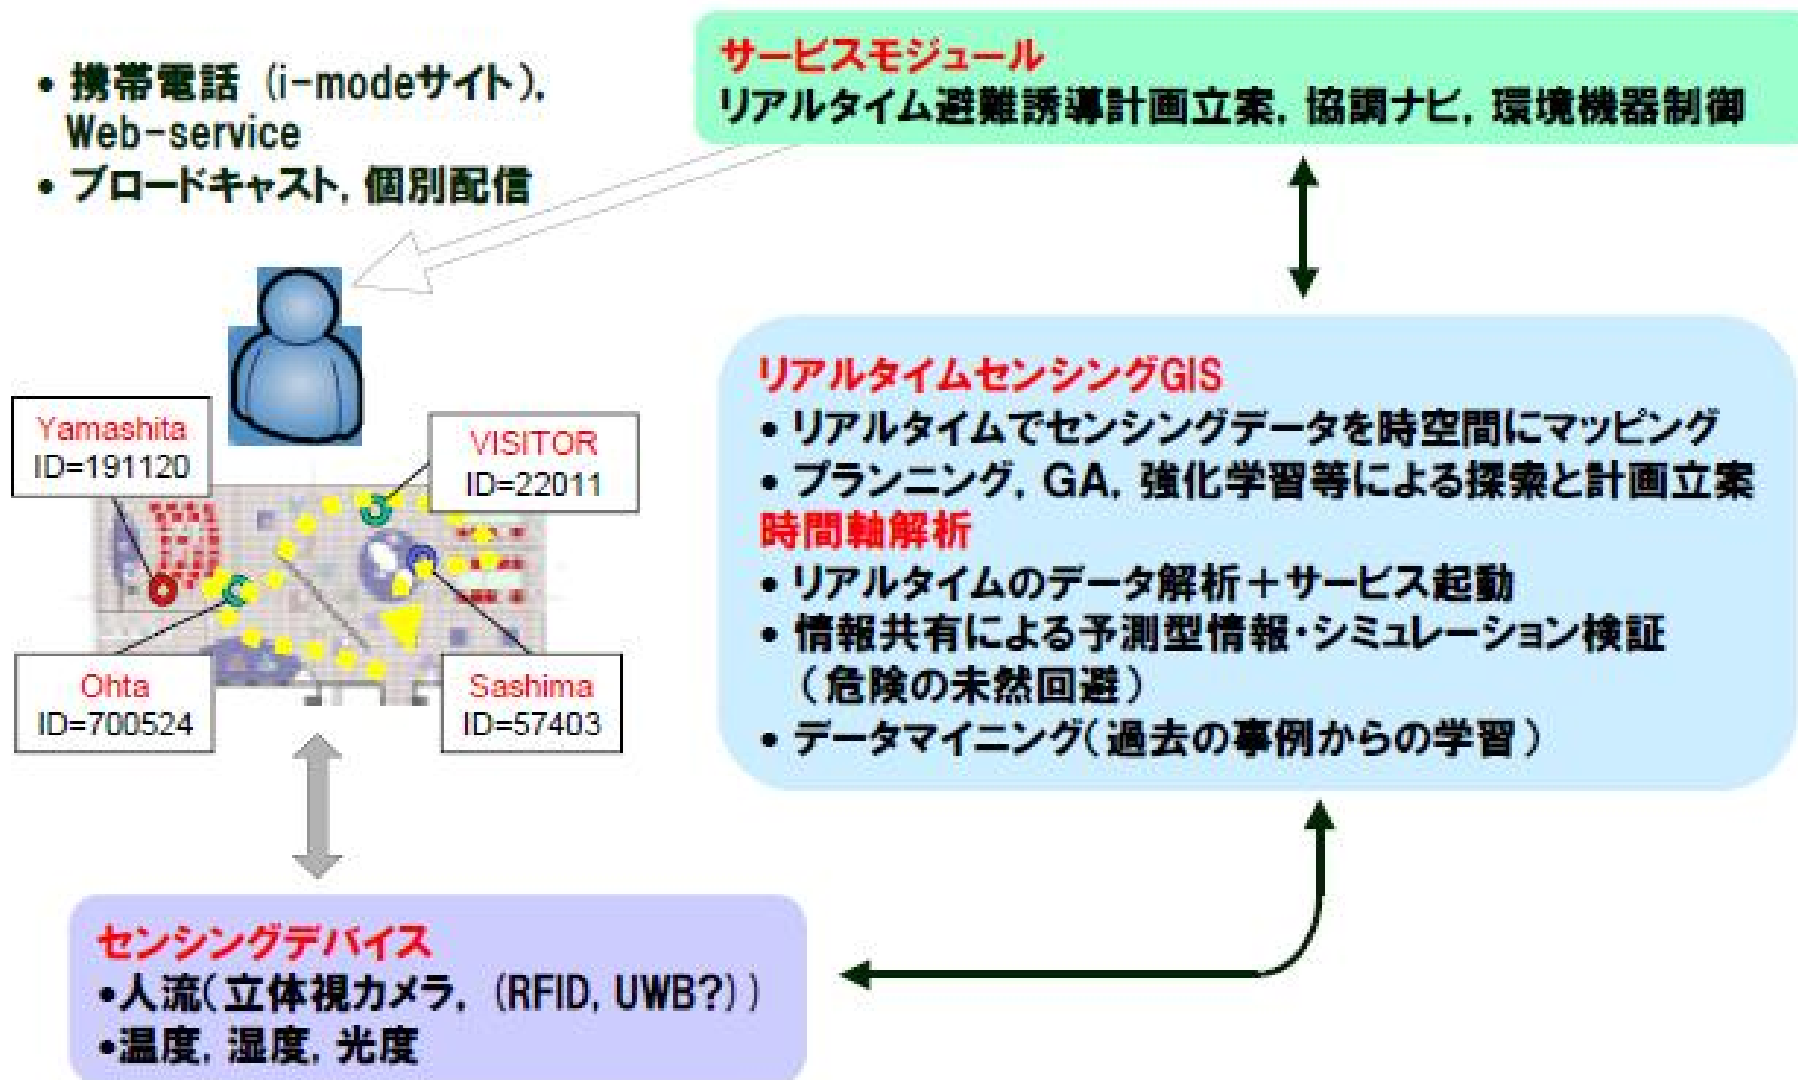 • 携帯電話 (i-modeサイト),
Web-service
• ブロードキャスト, 個別配信
サービスモジュール
リアルタイム避難誘導計画立案, 協調ナビ, 環境機器制御
Yamashita
ID=191120
VISITOR
ID=22011
Ohta
ID=700524
Sashima
ID=57403
リアルタイムセンシングGIS
• リアルタイムでセンシングデータを時空間にマッピング
• プランニング, GA, 強化学習等による探索と計画立案
時間軸解析
• リアルタイムのデータ解析+サービス起動
• 情報共有による予測型情報・シミュレーション検証
(危険の未然回避)
• データマイニング(過去の事例からの学習)
センシングデバイス
•人流(立体視カメラ, (RFID, UWB?))
•温度, 湿度, 光度